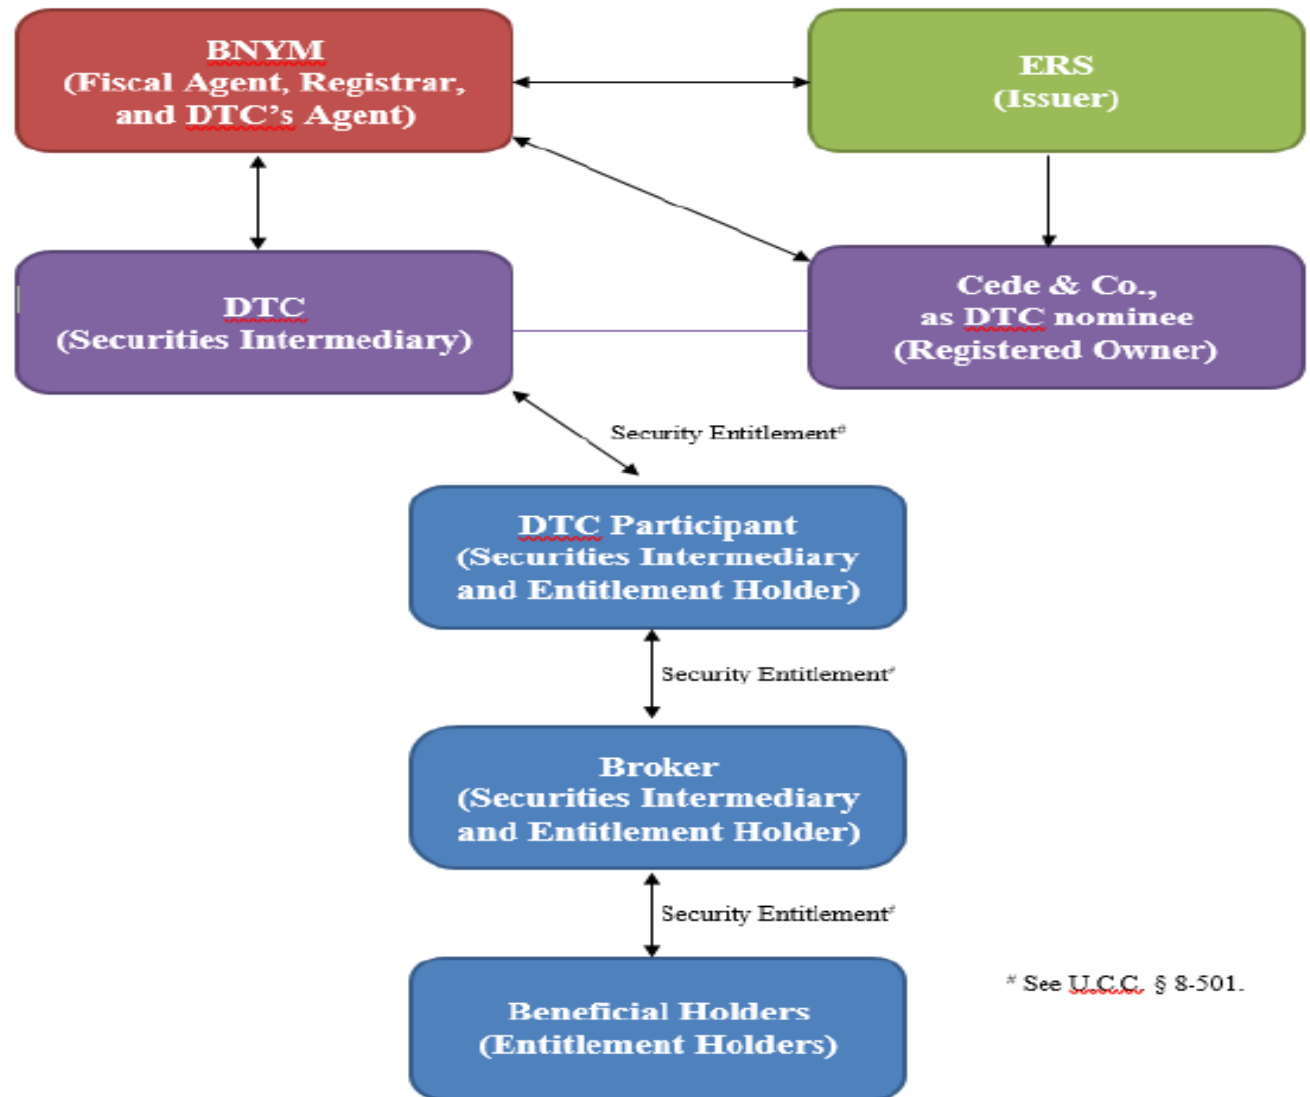 BNYM
(Fiscal Agent, Registrar,
and DTC's Agent)
ERS
(Issuer)
DTC
(Securities Intermediary)
Cede & Co.,
as DTC nominee
(Registered Owner)
Security Entitlement#
DTC Participant
(Securities Intermediary
and Entitlement Holder)
Security Entitlement#
Broker
(Securities Intermediary
and Entitlement Holder)
Security Entitlement#
# See U.C.C. § 8-501.
Beneficial Holders
(Entitlement Holders)